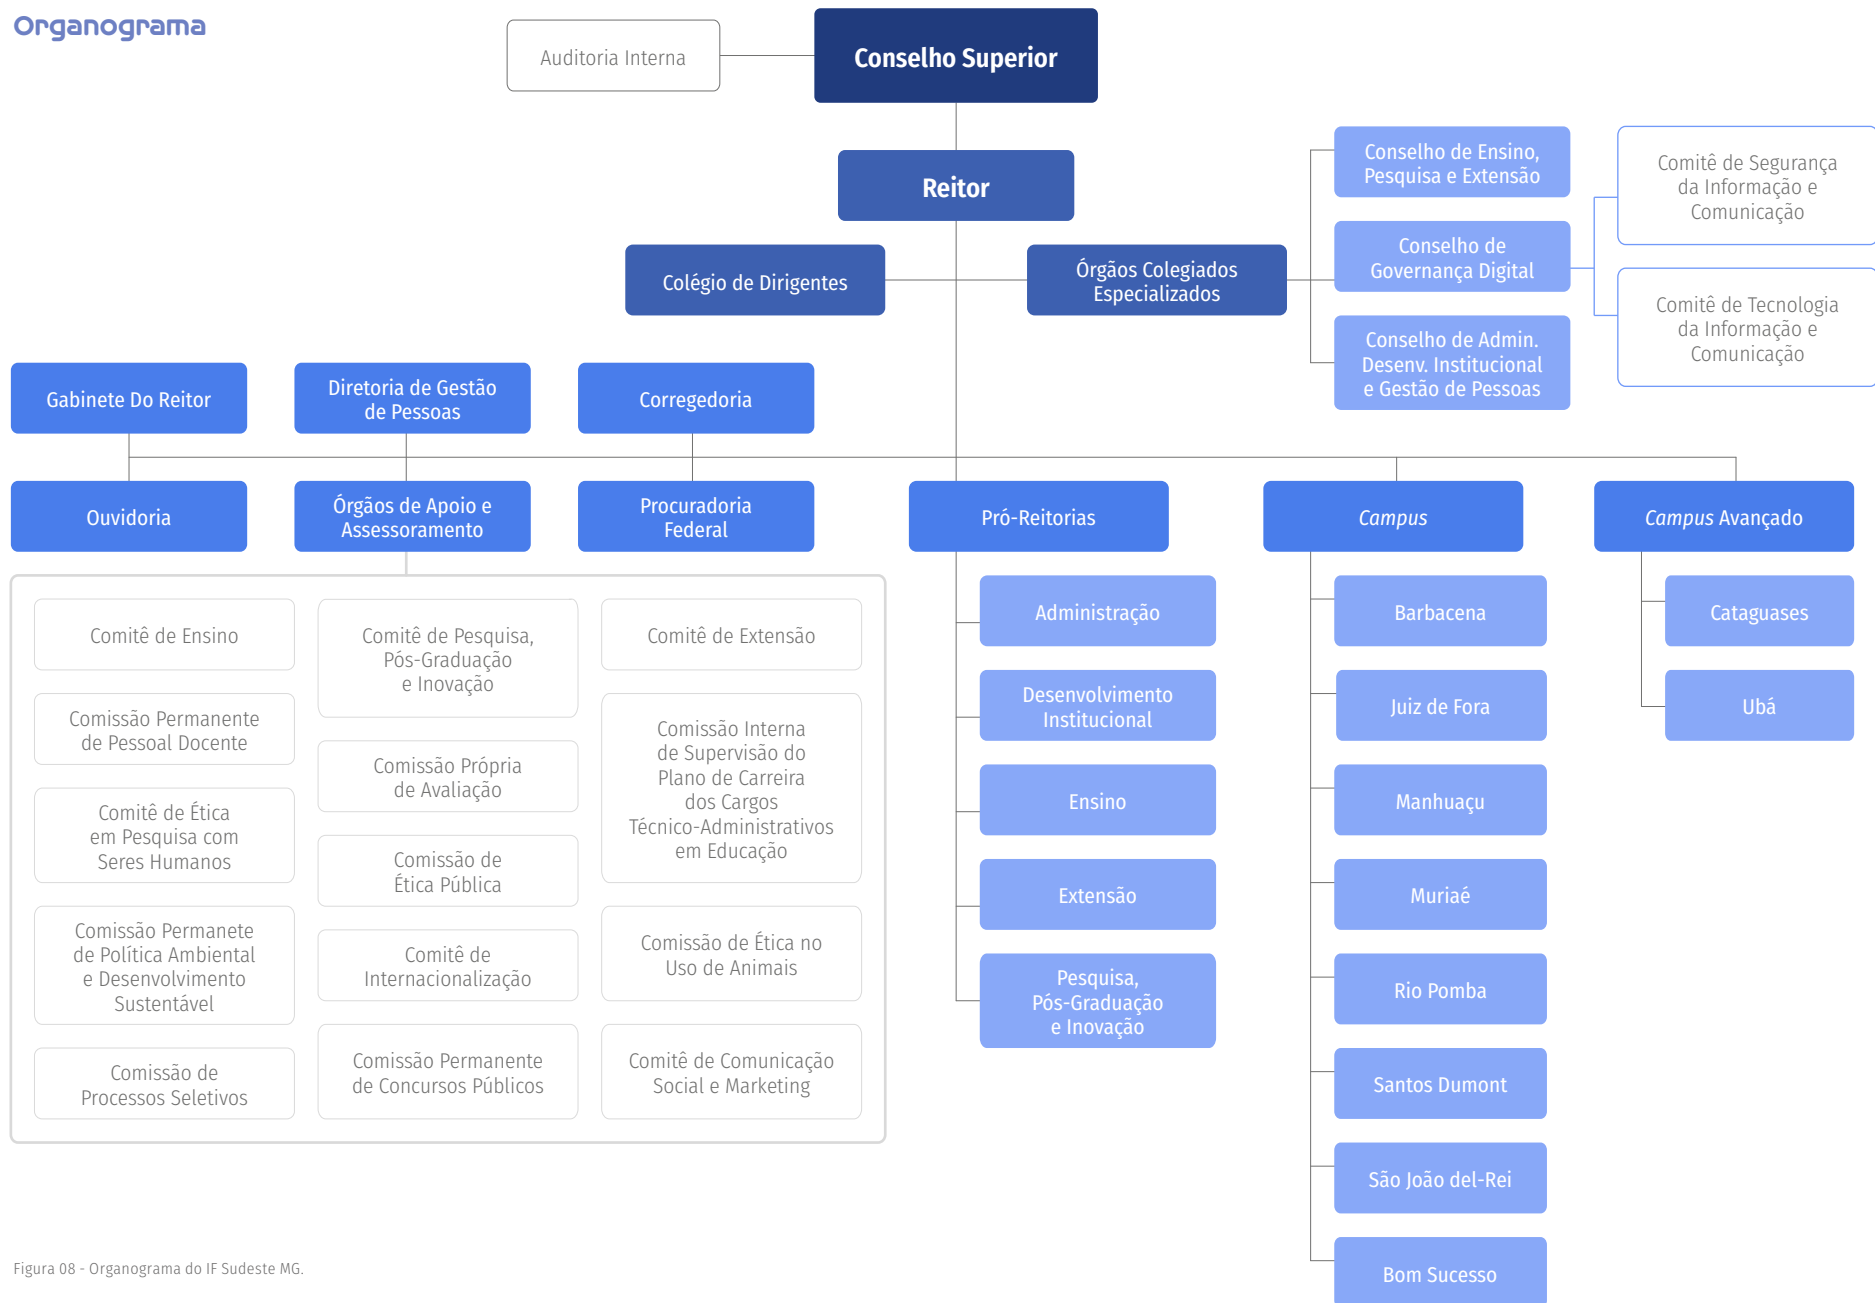 Organograma
Auditoria Interna
Conselho Superior
Reitor
Colégio de Dirigentes
Órgãos Colegiados
Especializados
Conselho de Ensino,
Pesquisa e Extensão
Conselho de
Governança Digital
Conselho de Admin.
Desenv. Institucional
e Gestão de Pessoas
Comitê de Segurança
da Informação e
Comunicação
Comitê de Tecnologia
da Informação e
Comunicação
Gabinete Do Reitor
Diretoria de Gestão
de Pessoas
Corregedoria
Ouvidoria
Órgãos de Apoio e
Assessoramento
Procuradoria
Federal
Pró-Reitorias
Campus
Campus Avançado
Comitê de Ensino
Comissão Permanente
de Pessoal Docente
Comitê de Ética
em Pesquisa com
Seres Humanos
Comissão Permanete
de Política Ambiental
e Desenvolvimento
Sustentável
Comissão de
Processos Seletivos
Comitê de Pesquisa,
Pós-Graduação
e Inovação
Comissão Própria
de Avaliação
Comissão de
Ética Pública
Comitê de
Internacionalização
Comissão Permanente
de Concursos Públicos
Comitê de Extensão
Comissão Interna
de Supervisão do
Plano de Carreira
dos Cargos
Técnico-Administrativos
em Educação
Comissão de Ética no
Uso de Animais
Comitê de Comunicação
Social e Marketing
Administração
Desenvolvimento
Institucional
Ensino
Extensão
Pesquisa,
Pós-Graduação
e Inovação
Barbacena
Juiz de Fora
Manhuaçu
Muriaé
Rio Pomba
Santos Dumont
São João del-Rei
Bom Sucesso
Cataguases
Ubá
Figura 08 - Organograma do IF Sudeste MG.